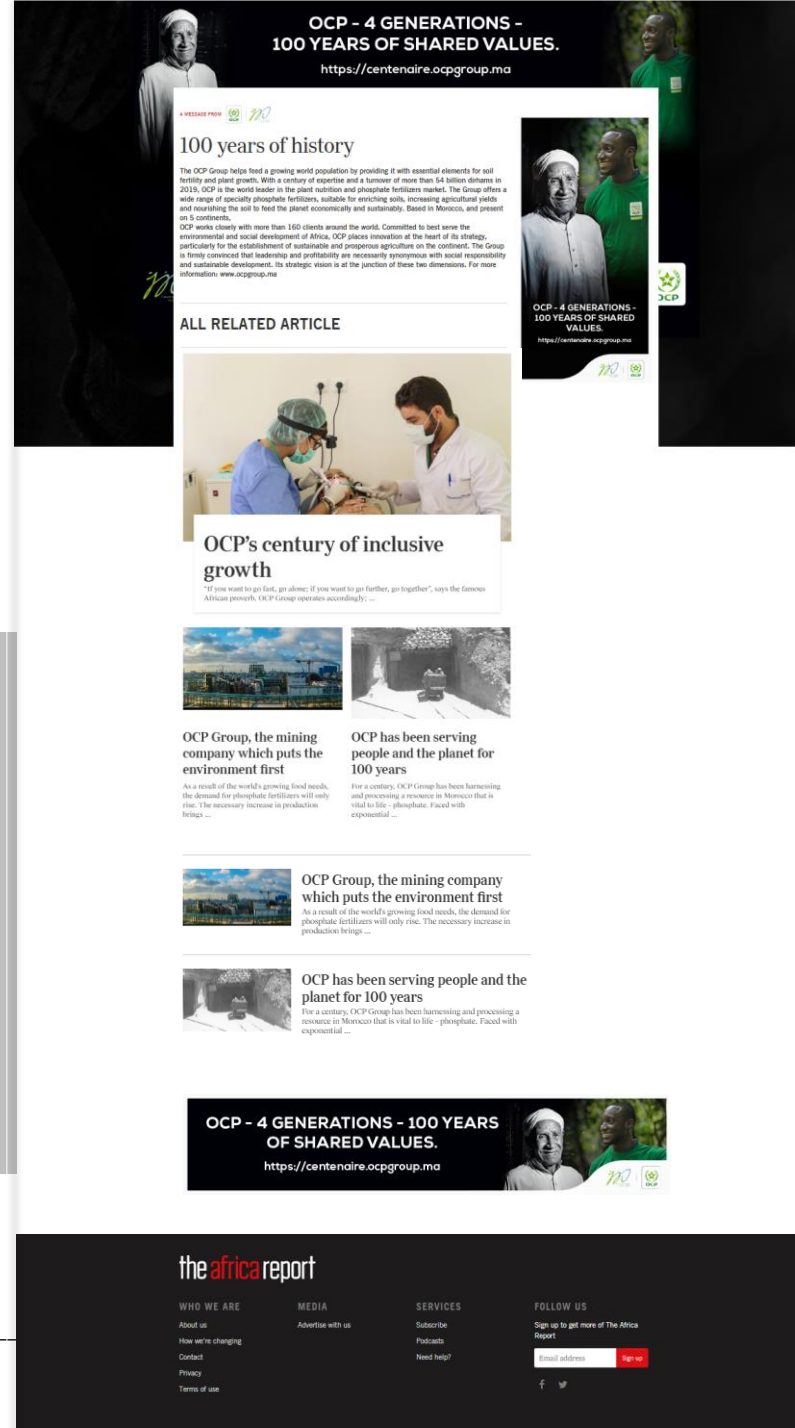 OCP - 4 GENERATIONS -
100 YEARS OF SHARED VALUES.
https://centenaire.ocpgroup.ma
A MESSAGE FROM
OCP
100 years of history
The OCP Group helps feed a growing world population by providing it with essential elements for soil
fertility and plant growth. With a century of expertise and a turnover of more than 54 billion dirhams in
2019, OCP is the world leader in the plant nutrition and phosphate fertilizers market. The Group offers a
wide range of specialty phosphate fertilizers, suitable for enriching soils, increasing agricultural yields
and nourishing the soil to feed the planet economically and sustainably. Based in Morocco, and present
on 5 continents,
OCP works closely with more than 160 clients around the world. Committed to best serve the
environmental and social development of Africa, OCP places innovation at the heart of its strategy,
particularly for the establishment of sustainable and prosperous agriculture on the continent. The Group
is firmly convinced that leadership and profitability are necessarily synonymous with social responsibility
and sustainable development. Its strategic vision is at the junction of these two dimensions. For more
information: www.ocpgroup.ma
OCP
OCP - 4 GENERATIONS -
100 YEARS OF SHARED
VALUES.
https://centenaire.ocpgroup.ma
OCP
ALL RELATED ARTICLE
OCP's century of inclusive
growth
"If you want to go fast, go alone; if you want to go further, go together", says the famous
African proverb. OCP Group operates accordingly; ...
OCP Group, the mining
company which puts the
environment first
As a result of the world's growing food needs,
the demand for phosphate fertilizers will only
rise. The necessary increase in production
brings ...
OCP has been serving
people and the planet for
100 years
For a century, OCP Group has been harnessing
and processing a resource in Morocco that is
vital to life - phosphate. Faced with
exponential ...
OCP Group, the mining company
which puts the environment first
As a result of the world's growing food needs, the demand for
phosphate fertilizers will only rise. The necessary increase in
production brings ...
OCP has been serving people and the
planet for 100 years
For a century, OCP Group has been harnessing and processing a
resource in Morocco that is vital to life - phosphate. Faced with
exponential ...
OCP - 4 GENERATIONS - 100 YEARS
OF SHARED VALUES.
https://centenaire.ocpgroup.ma
OCP
the africa report
WHO WE ARE
About us
How we're changing
Contact
Privacy
Terms of use
MEDIA
Advertise with us
SERVICES
Subscribe
Podcasts
Need help?
FOLLOW US
Sign up to get more of The Africa
Report
Email address
Sign up